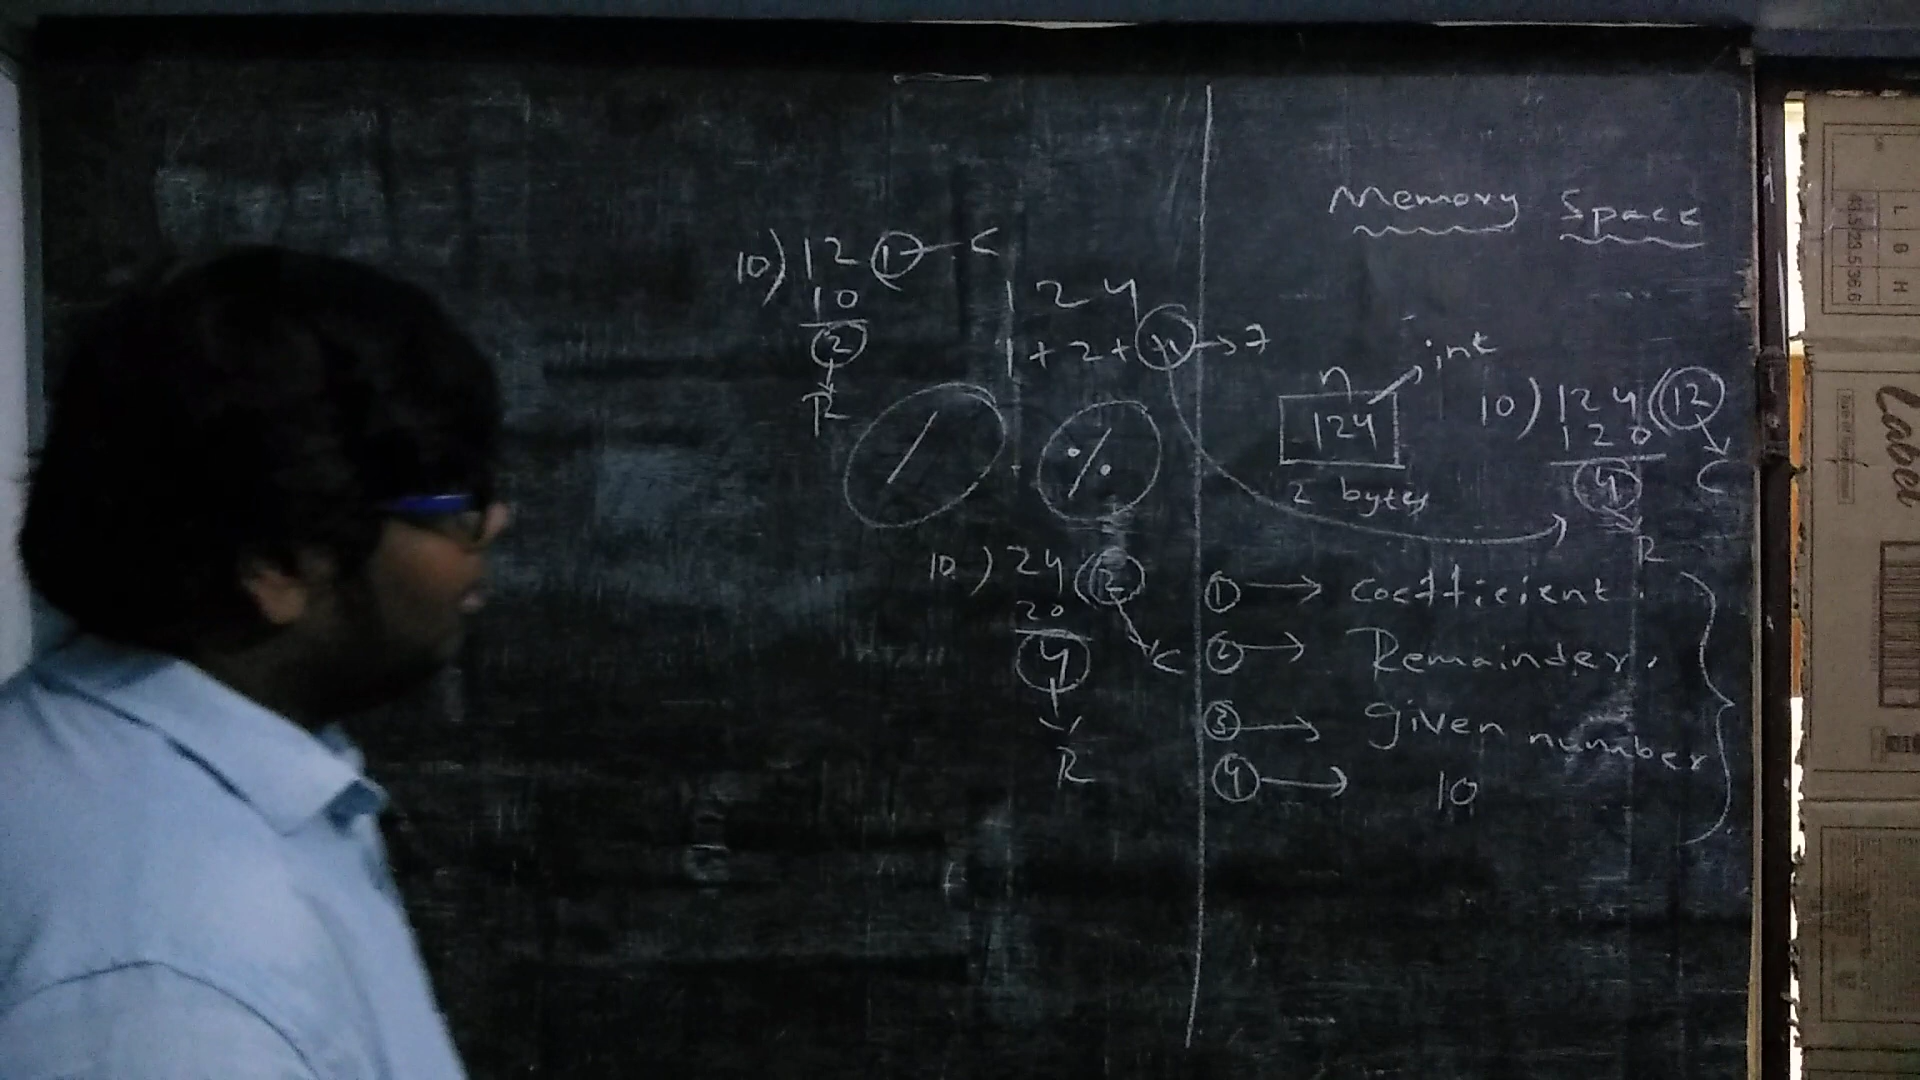 10) 12 (1 → C
10
2
R
124
1 + 2 + 4 → 7
/ %
10) 24 (2
20
4
C
R
Memory Space
n
int
124
2 bytes
10) 124 (12
120
4
C
R
① → Coefficient.
② → Remainder.
③ → given number
④ → 10
Label
L B H